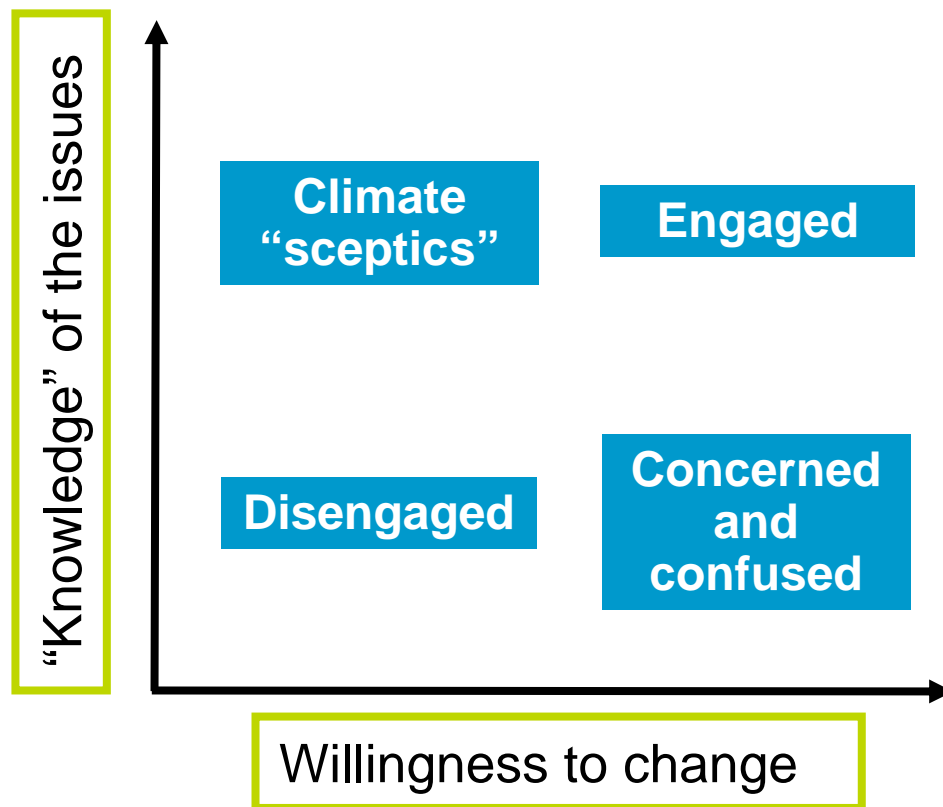 “Knowledge” of the issues
Climate
“sceptics”
Engaged
Disengaged
Concerned
and
confused
Willingness to change